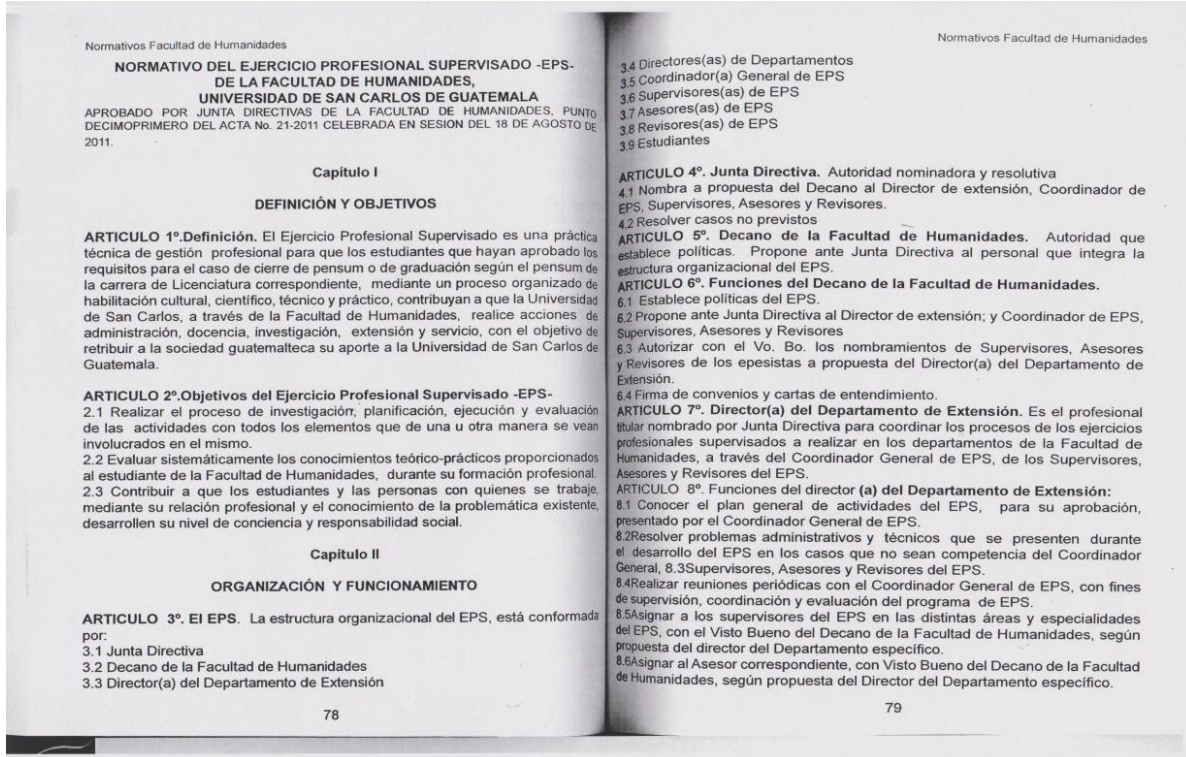 Normativos Facultad de Humanidades
NORMATIVO DEL EJERCICIO PROFESIONAL SUPERVISADO -EPS-
DE LA FACULTAD DE HUMANIDADES,
UNIVERSIDAD DE SAN CARLOS DE GUATEMALA
APROBADO POR JUNTA DIRECTIVAS DE LA FACULTAD DE HUMANIDADES, PUNTO
DECIMOPRIMERO DEL ACTA No. 21-2011 CELEBRADA EN SESION DEL 18 DE AGOSTO DE
2011.
Capítulo I
DEFINICIÓN Y OBJETIVOS
ARTICULO 1º.Definición. El Ejercicio Profesional Supervisado es una práctica
técnica de gestión profesional para que los estudiantes que hayan aprobado los
requisitos para el caso de cierre de pensum o de graduación según el pensum de
la carrera de Licenciatura correspondiente, mediante un proceso organizado de
habilitación cultural, científico, técnico y práctico, contribuyan a que la Universidad
de San Carlos, a través de la Facultad de Humanidades, realice acciones de
administración, docencia, investigación, extensión y servicio, con el objetivo de
retribuir a la sociedad guatemalteca su aporte a la Universidad de San Carlos de
Guatemala.
ARTICULO 2º.Objetivos del Ejercicio Profesional Supervisado -EPS-
2.1 Realizar el proceso de investigación, planificación, ejecución y evaluación
de las actividades con todos los elementos que de una u otra manera se vean
involucrados en el mismo.
2.2 Evaluar sistemáticamente los conocimientos teórico-prácticos proporcionados
al estudiante de la Facultad de Humanidades, durante su formación profesional.
2.3 Contribuir a que los estudiantes y las personas con quienes se trabaje,
mediante su relación profesional y el conocimiento de la problemática existente,
desarrollen su nivel de conciencia y responsabilidad social.
Capítulo II
ORGANIZACIÓN Y FUNCIONAMIENTO
ARTICULO 3º. El EPS. La estructura organizacional del EPS, está conformada
por:
3.1 Junta Directiva
3.2 Decano de la Facultad de Humanidades
3.3 Director(a) del Departamento de Extensión
78
Normativos Facultad de Humanidades
3.4 Directores(as) de Departamentos
3.5 Coordinador(a) General de EPS
3.6 Supervisores(as) de EPS
3.7 Asesores(as) de EPS
3.8 Revisores(as) de EPS
3.9 Estudiantes
ARTICULO 4º. Junta Directiva. Autoridad nominadora y resolutiva
4.1 Nombra a propuesta del Decano al Director de extensión, Coordinador de
EPS, Supervisores, Asesores y Revisores.
4.2 Resolver casos no previstos
ARTICULO 5º. Decano de la Facultad de Humanidades. Autoridad que
establece políticas. Propone ante Junta Directiva al personal que integra la
estructura organizacional del EPS.
ARTICULO 6º. Funciones del Decano de la Facultad de Humanidades.
6.1 Establece políticas del EPS.
6.2 Propone ante Junta Directiva al Director de extensión; y Coordinador de EPS,
Supervisores, Asesores y Revisores
6.3 Autorizar con el Vo. Bo. los nombramientos de Supervisores, Asesores
y Revisores de los epesistas a propuesta del Director(a) del Departamento de
Extensión.
6.4 Firma de convenios y cartas de entendimiento.
ARTICULO 7º. Director(a) del Departamento de Extensión. Es el profesional
titular nombrado por Junta Directiva para coordinar los procesos de los ejercicios
profesionales supervisados a realizar en los departamentos de la Facultad de
Humanidades, a través del Coordinador General de EPS, de los Supervisores,
Asesores y Revisores del EPS.
ARTICULO 8º. Funciones del director (a) del Departamento de Extensión:
8.1 Conocer el plan general de actividades del EPS, para su aprobación,
presentado por el Coordinador General de EPS.
8.2Resolver problemas administrativos y técnicos que se presenten durante
el desarrollo del EPS en los casos que no sean competencia del Coordinador
General, 8.3Supervisores, Asesores y Revisores del EPS.
8.4Realizar reuniones periódicas con el Coordinador General de EPS, con fines
de supervisión, coordinación y evaluación del programa de EPS.
8.5Asignar a los supervisores del EPS en las distintas áreas y especialidades
del EPS, con el Visto Bueno del Decano de la Facultad de Humanidades, según
propuesta del director del Departamento específico.
8.6Asignar al Asesor correspondiente, con Visto Bueno del Decano de la Facultad
de Humanidades, según propuesta del Director del Departamento específico.
79